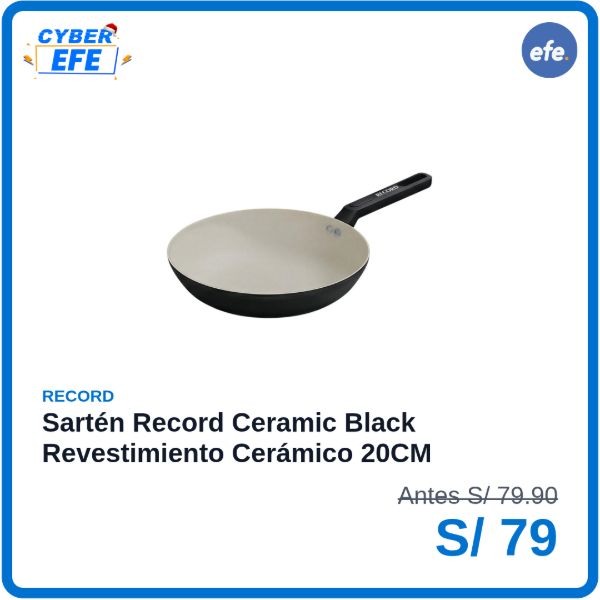 CYBER
EFE
efe.
RECORD
RECORD
Sartén Record Ceramic Black
Revestimiento Cerámico 20CM
Antes S/ 79.90
S/ 79